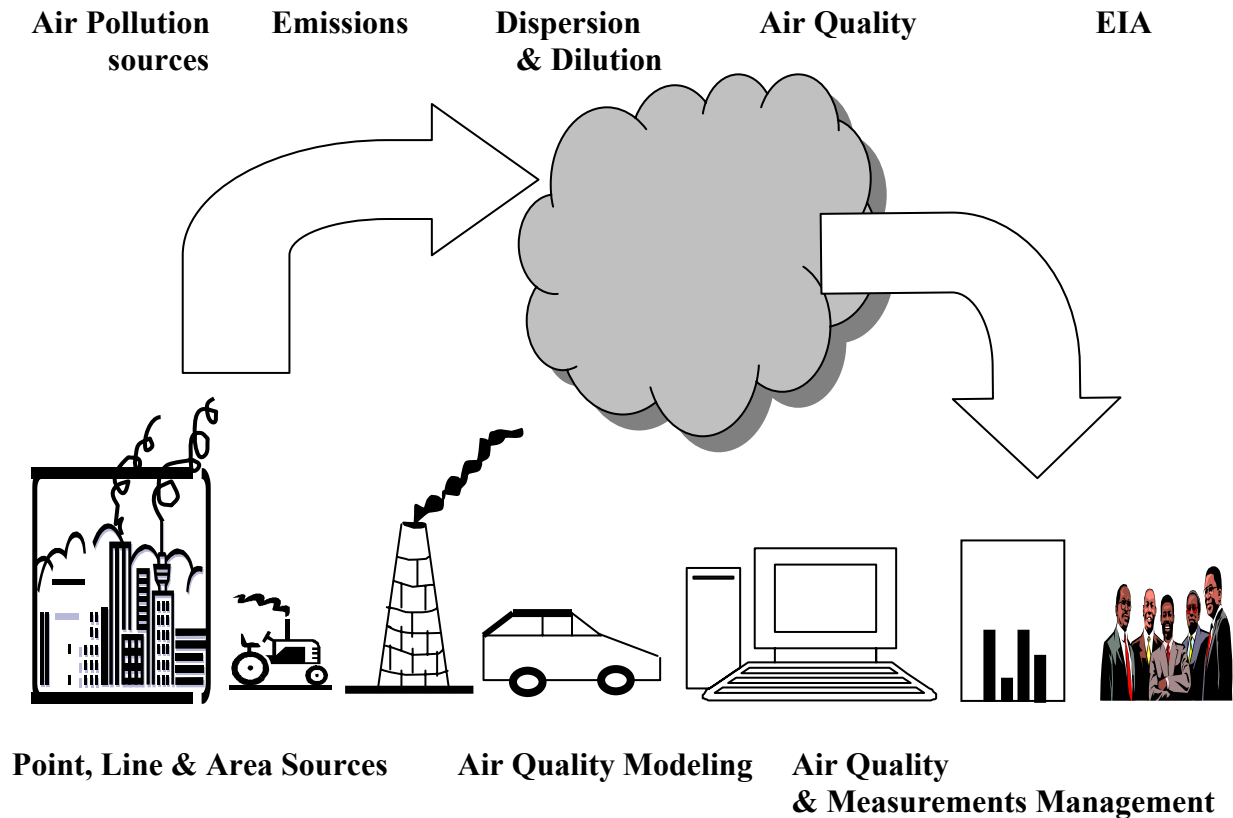 Air Pollution Emissions Dispersion Air Quality EIA
sources & Dilution
Point, Line & Area Sources Air Quality Modeling Air Quality
& Measurements Management